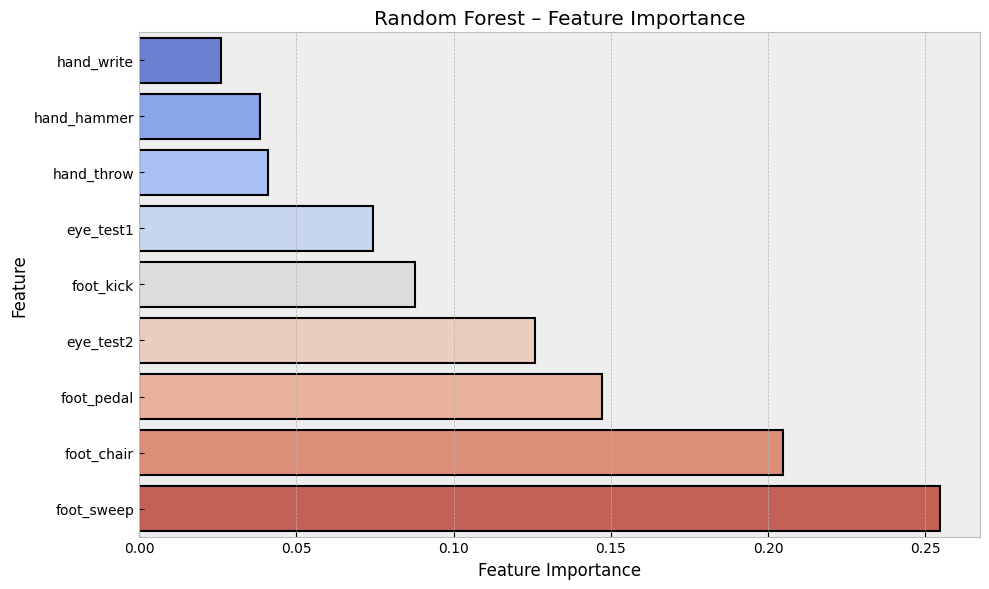 Random Forest – Feature Importance
hand_write
hand_hammer
hand_throw
eye_test1
foot_kick
eye_test2
foot_pedal
foot_chair
foot_sweep
Feature
0.00 0.05 0.10 0.15 0.20 0.25
Feature Importance